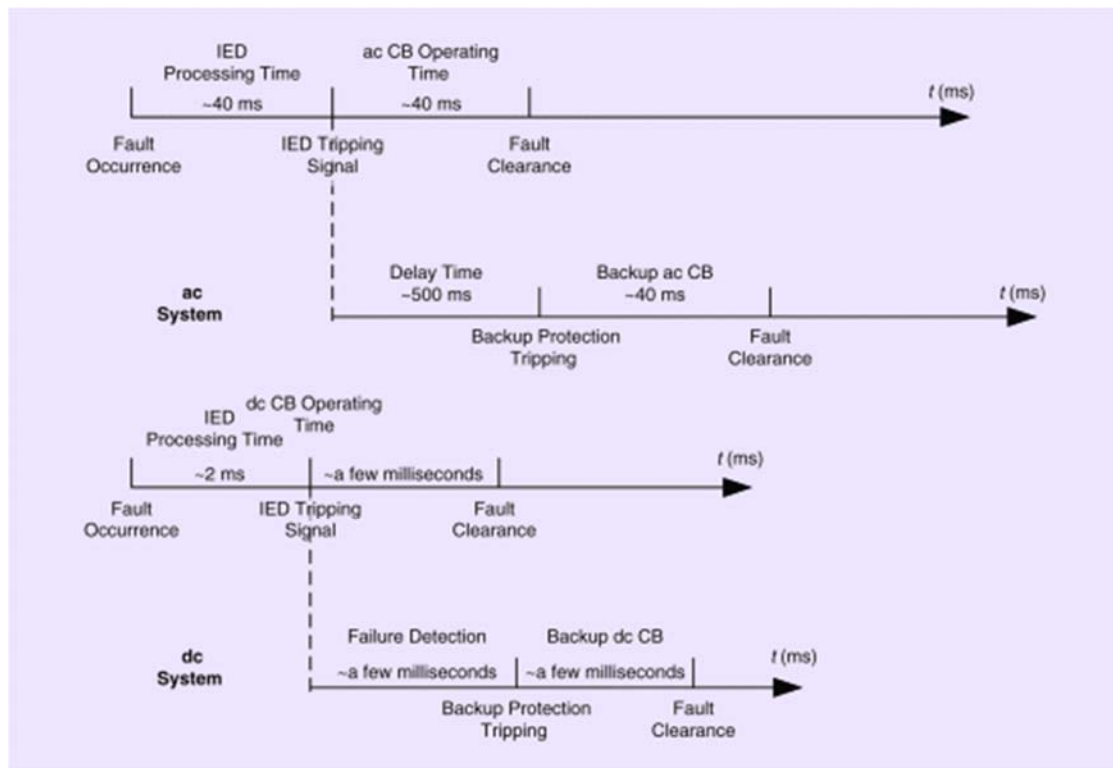 IED
Processing Time
~40 ms
ac CB Operating
Time
~40 ms
t (ms)
Fault
Occurrence
IED Tripping
Signal
Fault
Clearance
ac
System
Delay Time
~500 ms
Backup ac CB
~40 ms
t (ms)
Backup Protection
Tripping
Fault
Clearance
IED
Processing Time
~2 ms
dc CB Operating
Time
~a few milliseconds
t (ms)
Fault
Occurrence
IED Tripping
Signal
Fault
Clearance
dc
System
Failure Detection
~a few milliseconds
Backup dc CB
~a few milliseconds
t (ms)
Backup Protection
Tripping
Fault
Clearance